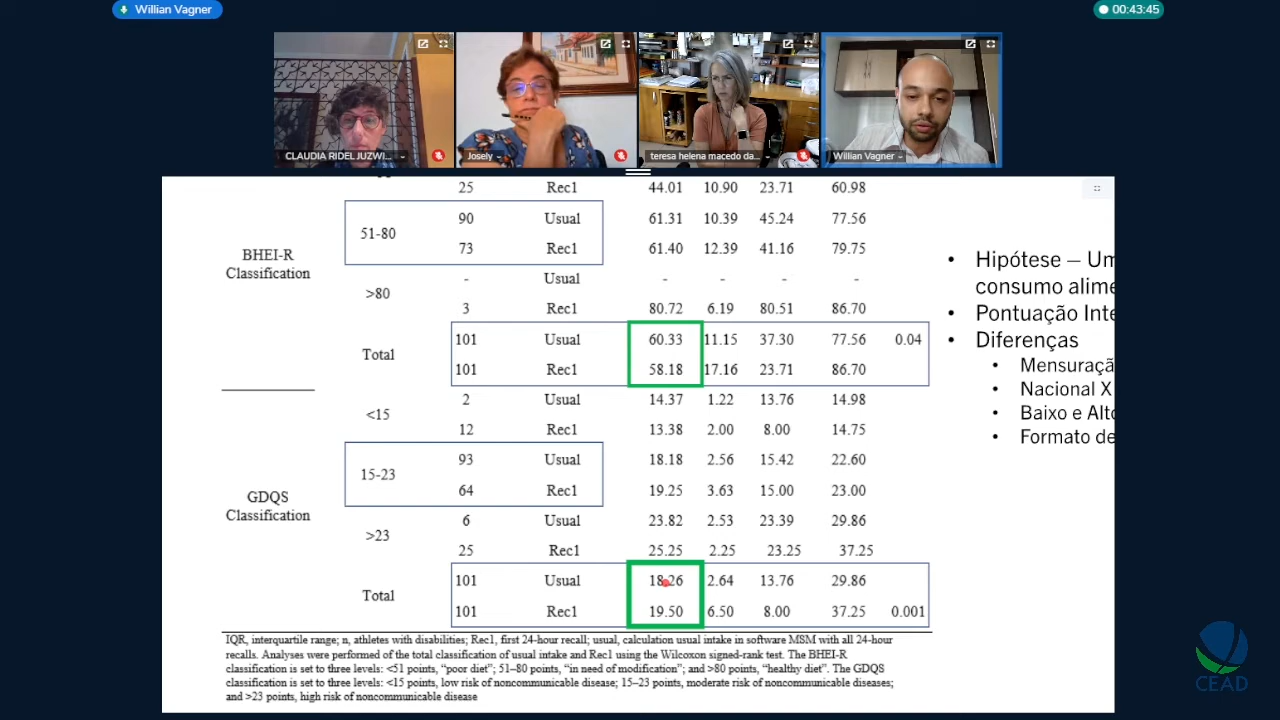 Willian Vagner
00:43:45
CLAUDIA RIDEL JUZWI...
Josely
teresa helena macedo da...
Willian Vagner
25 Rec1 44.01 10.90 23.71 60.98
BHEI-R Classification
51-80
90 Usual 61.31 10.39 45.24 77.56
73 Rec1 61.40 12.39 41.16 79.75
>80
- Usual - - - -
3 Rec1 80.72 6.19 80.51 86.70
Total
101 Usual 60.33 11.15 37.30 77.56 0.04
101 Rec1 58.18 17.16 23.71 86.70
GDQS Classification
<15
2 Usual 14.37 1.22 13.76 14.98
12 Rec1 13.38 2.00 8.00 14.75
15-23
93 Usual 18.18 2.56 15.42 22.60
64 Rec1 19.25 3.63 15.00 23.00
>23
6 Usual 23.82 2.53 23.39 29.86
25 Rec1 25.25 2.25 23.25 37.25
Total
101 Usual 18.26 2.64 13.76 29.86
101 Rec1 19.50 6.50 8.00 37.25 0.001
IQR, interquartile range; n, athletes with disabilities; Rec1, first 24-hour recall; usual, calculation usual intake in software MSM with all 24-hour
recalls. Analyses were performed of the total classification of usual intake and Rec1 using the Wilcoxon signed-rank test. The BHEI-R
classification is set to three levels: <51 points, “poor diet”; 51–80 points, “in need of modification”; and >80 points, “healthy diet”. The GDQS
classification is set to three levels: <15 points, low risk of noncommunicable disease; 15–23 points, moderate risk of noncommunicable diseases;
and >23 points, high risk of noncommunicable disease
• Hipótese – Um
consumo alime
• Pontuação Inte
• Diferenças
• Mensuraçã
• Nacional X
• Baixo e Alto
• Formato de
CEAD